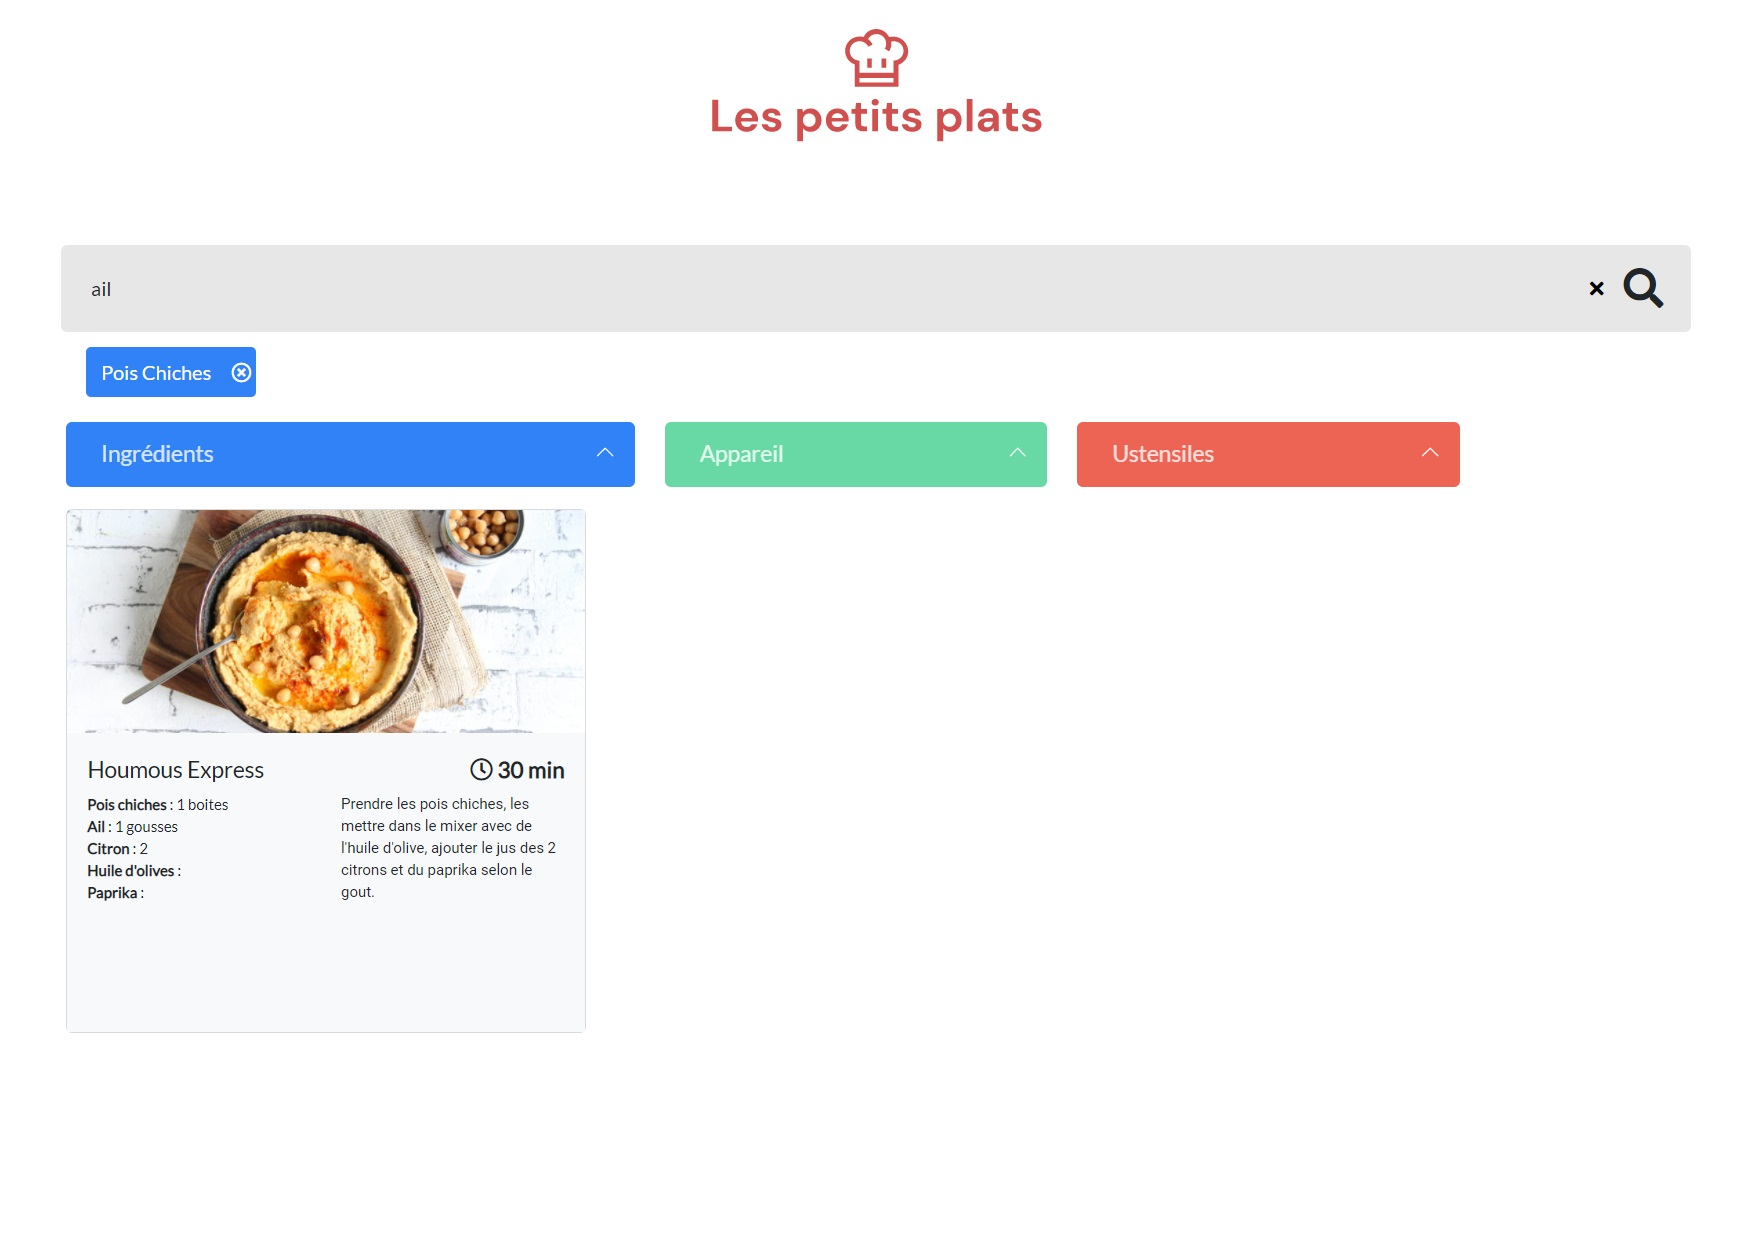 Les petits plats
ail
Pois Chiches
Ingrédients
Appareil
Ustensiles
Houmous Express
30 min
Pois chiches : 1 boites
Ail : 1 gousses
Citron : 2
Huile d'olives :
Paprika :
Prendre les pois chiches, les
mettre dans le mixer avec de
l'huile d'olive, ajouter le jus des 2
citrons et du paprika selon le
gout.